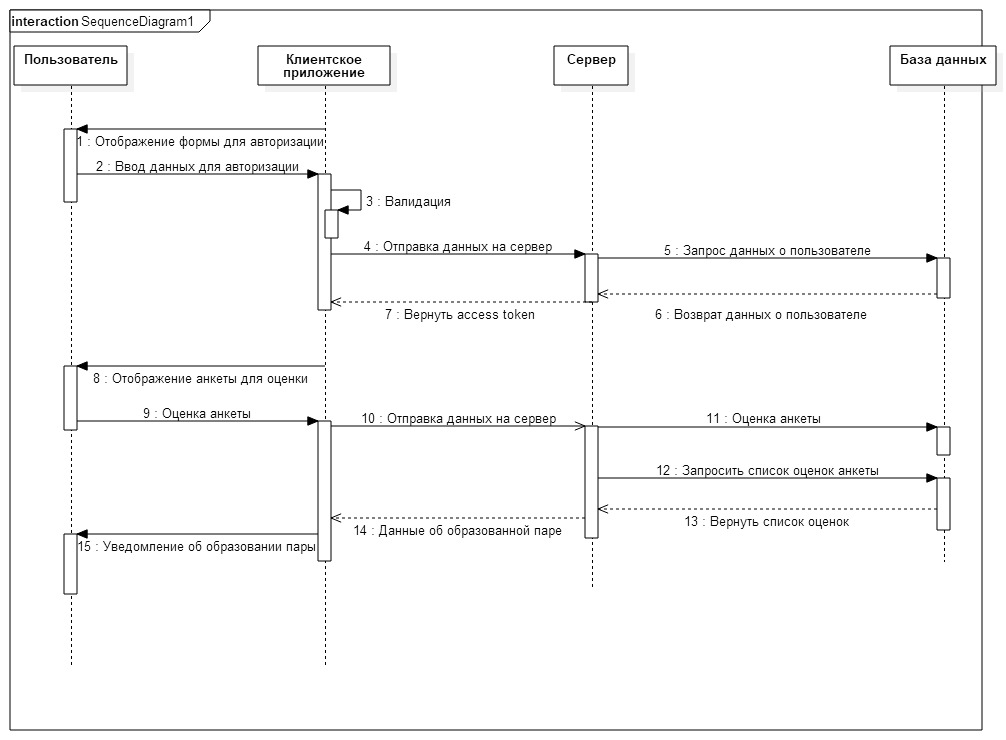 interaction SequenceDiagram1
Пользователь
Клиентское
приложение
Сервер
База данных
1 : Отображение формы для авторизации
2 : Ввод данных для авторизации
3 : Валидация
4 : Отправка данных на сервер
5 : Запрос данных о пользователе
6 : Возврат данных о пользователе
7 : Вернуть access token
8 : Отображение анкеты для оценки
9 : Оценка анкеты
10 : Отправка данных на сервер
11 : Оценка анкеты
12 : Запросить список оценок анкеты
13 : Вернуть список оценок
14 : Данные об образованной паре
15 : Уведомление об образовании пары